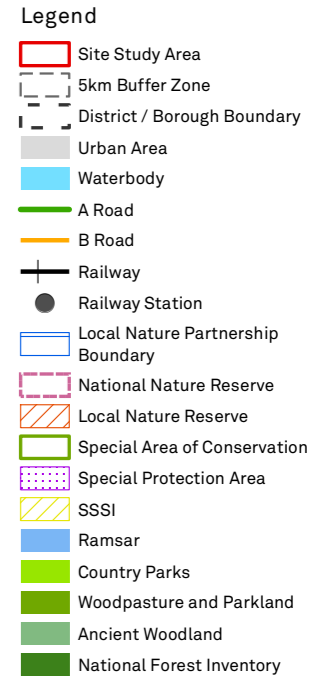 Legend
Site Study Area
5km Buffer Zone
District / Borough Boundary
Urban Area
Waterbody
A Road
B Road
Railway
Railway Station
Local Nature Partnership
Boundary
National Nature Reserve
Local Nature Reserve
Special Area of Conservation
Special Protection Area
SSSI
Ramsar
Country Parks
Woodpasture and Parkland
Ancient Woodland
National Forest Inventory